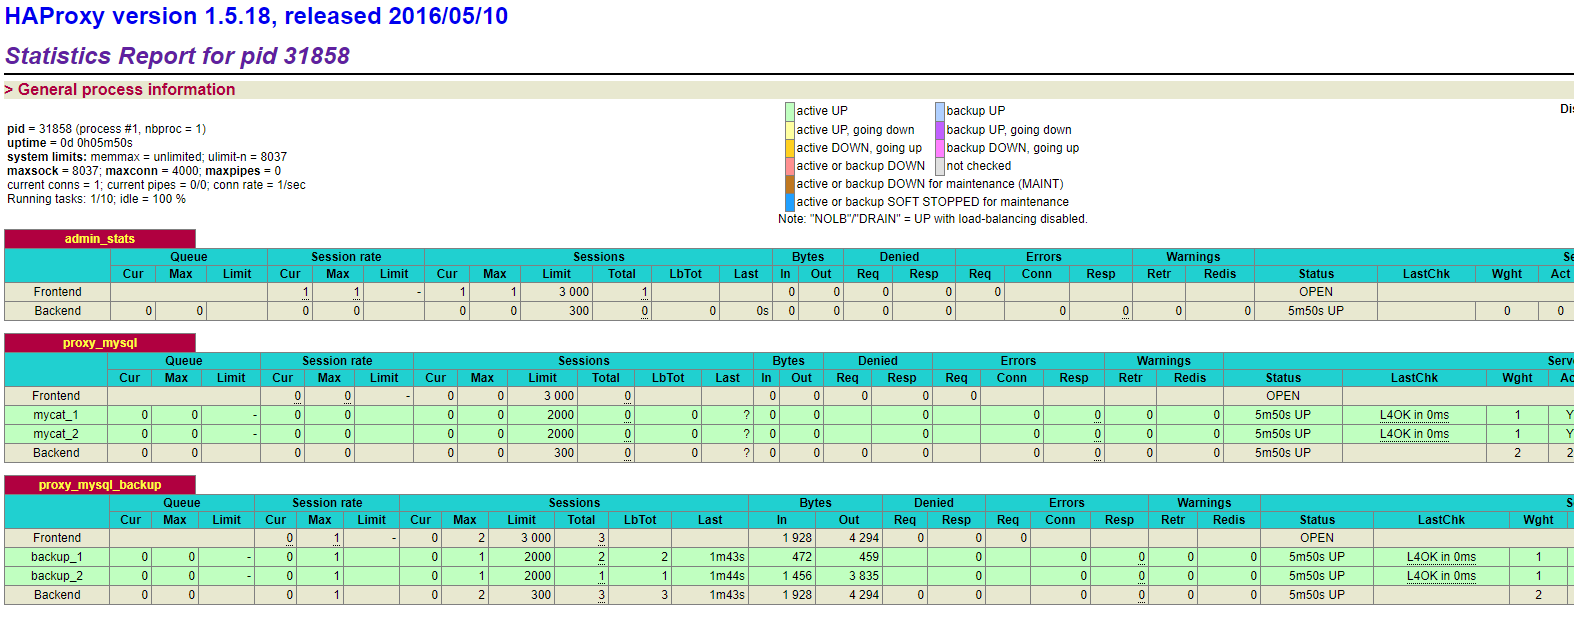 HAProxy version 1.5.18, released 2016/05/10
Statistics Report for pid 31858
> General process information
pid = 31858 (process #1, nbproc = 1)
uptime = 0d 0h05m50s
system limits: memmax = unlimited; ulimit-n = 8037
maxsock = 8037; maxconn = 4000; maxpipes = 0
current conns = 1; current pipes = 0/0; conn rate = 1/sec
Running tasks: 1/10; idle = 100 %
active UP backup UP
active UP, going down backup UP, going down
active DOWN, going up backup DOWN, going up
active or backup DOWN not checked
active or backup DOWN for maintenance (MAINT)
active or backup SOFT STOPPED for maintenance
Note: "NOLB"/"DRAIN" = UP with load-balancing disabled.
Dis
admin_stats
Queue Session rate Sessions Bytes Denied Errors Warnings Se
Cur Max Limit Cur Max Limit Cur Max Limit Total LbTot Last In Out Req Resp Req Conn Resp Retr Redis Status LastChk Wght Act
Frontend 1 1 - 1 1 3 000 1 0 0 0 0 0 OPEN
Backend 0 0 0 0 0 0 300 0 0 0s 0 0 0 0 0 0 0 0 5m50s UP 0 0
proxy_mysql
Queue Session rate Sessions Bytes Denied Errors Warnings Serve
Cur Max Limit Cur Max Limit Cur Max Limit Total LbTot Last In Out Req Resp Req Conn Resp Retr Redis Status LastChk Wght Ac
Frontend 0 0 - 0 0 3 000 0 0 0 0 0 0 OPEN
mycat_1 0 0 - 0 0 0 0 2000 0 0 ? 0 0 0 0 0 0 0 5m50s UP L4OK in 0ms 1 Y
mycat_2 0 0 - 0 0 0 0 2000 0 0 ? 0 0 0 0 0 0 0 5m50s UP L4OK in 0ms 1 Y
Backend 0 0 0 0 0 0 300 0 0 ? 0 0 0 0 0 0 0 0 5m50s UP 2 2
proxy_mysql_backup
Queue Session rate Sessions Bytes Denied Errors Warnings S
Cur Max Limit Cur Max Limit Cur Max Limit Total LbTot Last In Out Req Resp Req Conn Resp Retr Redis Status LastChk Wght
Frontend 0 1 - 0 2 3 000 3 1 928 4 294 0 0 0 OPEN
backup_1 0 0 - 0 1 0 1 2000 2 2 1m43s 472 459 0 0 0 0 0 5m50s UP L4OK in 0ms 1
backup_2 0 0 - 0 1 0 1 2000 1 1 1m44s 1 456 3 835 0 0 0 0 0 5m50s UP L4OK in 0ms 1
Backend 0 0 0 1 0 2 300 3 3 1m43s 1 928 4 294 0 0 0 0 0 0 5m50s UP 2